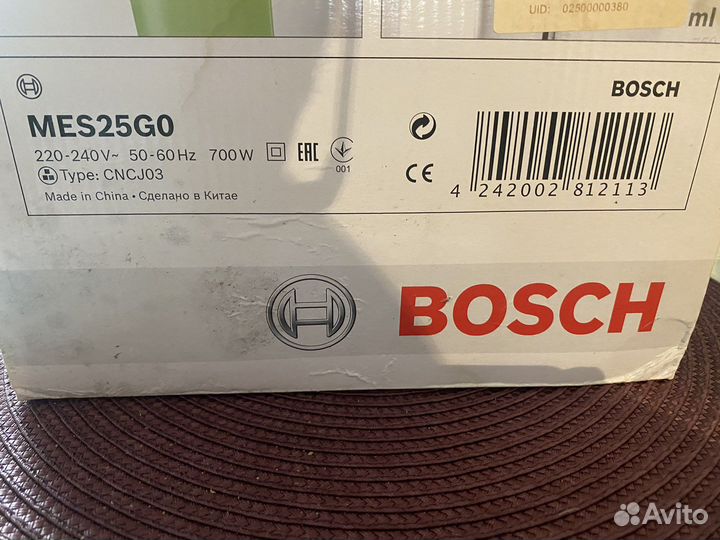 UID: 02500000380
ml
BOSCH
MES25G0
220-240V~ 50-60Hz 700W EAC 001
Type: CNCJ03
Made in China • Сделано в Китае
CE
4 242002 812113
BOSCH
Avito